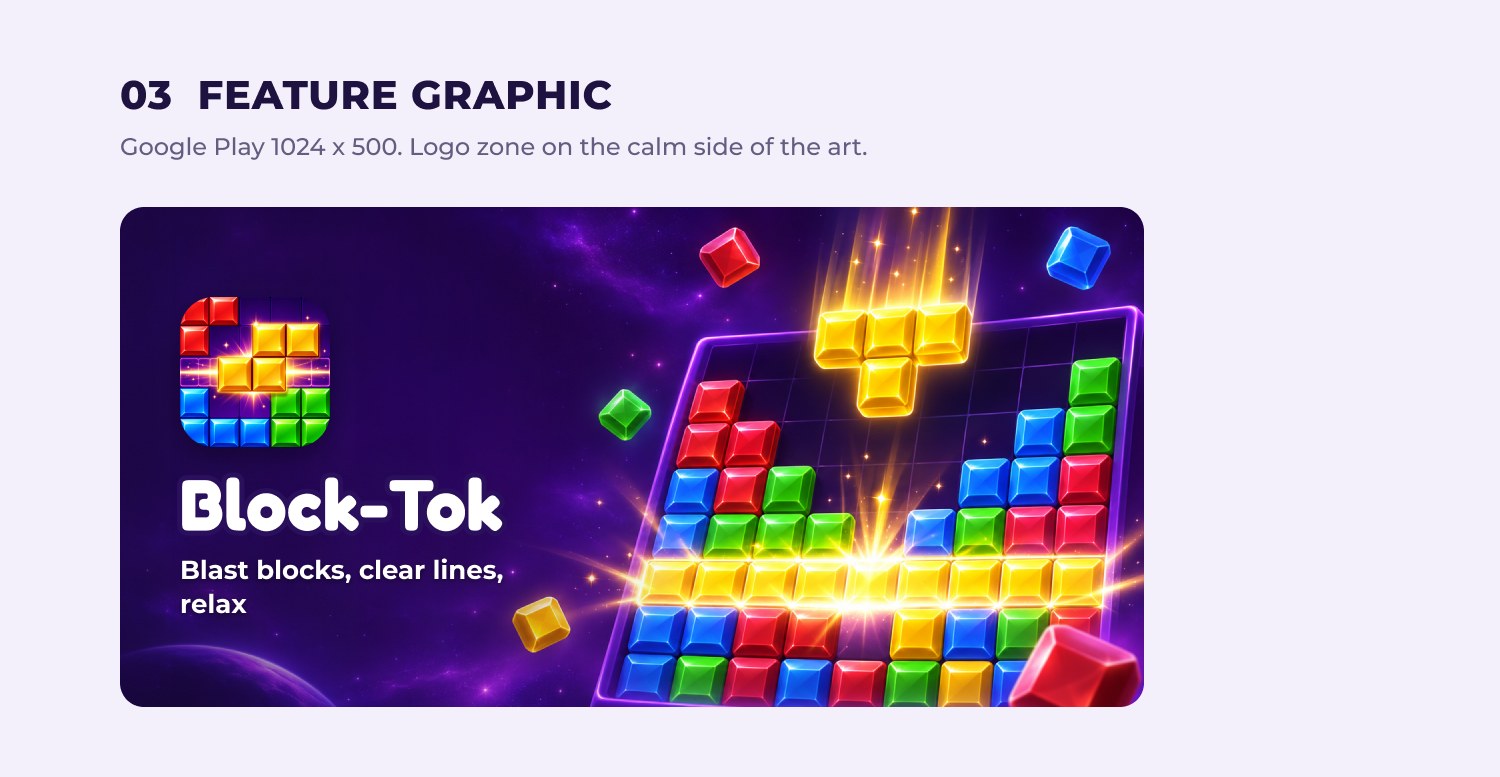 03 FEATURE GRAPHIC
Google Play 1024 x 500. Logo zone on the calm side of the art.
Block-Tok
Blast blocks, clear lines,
relax